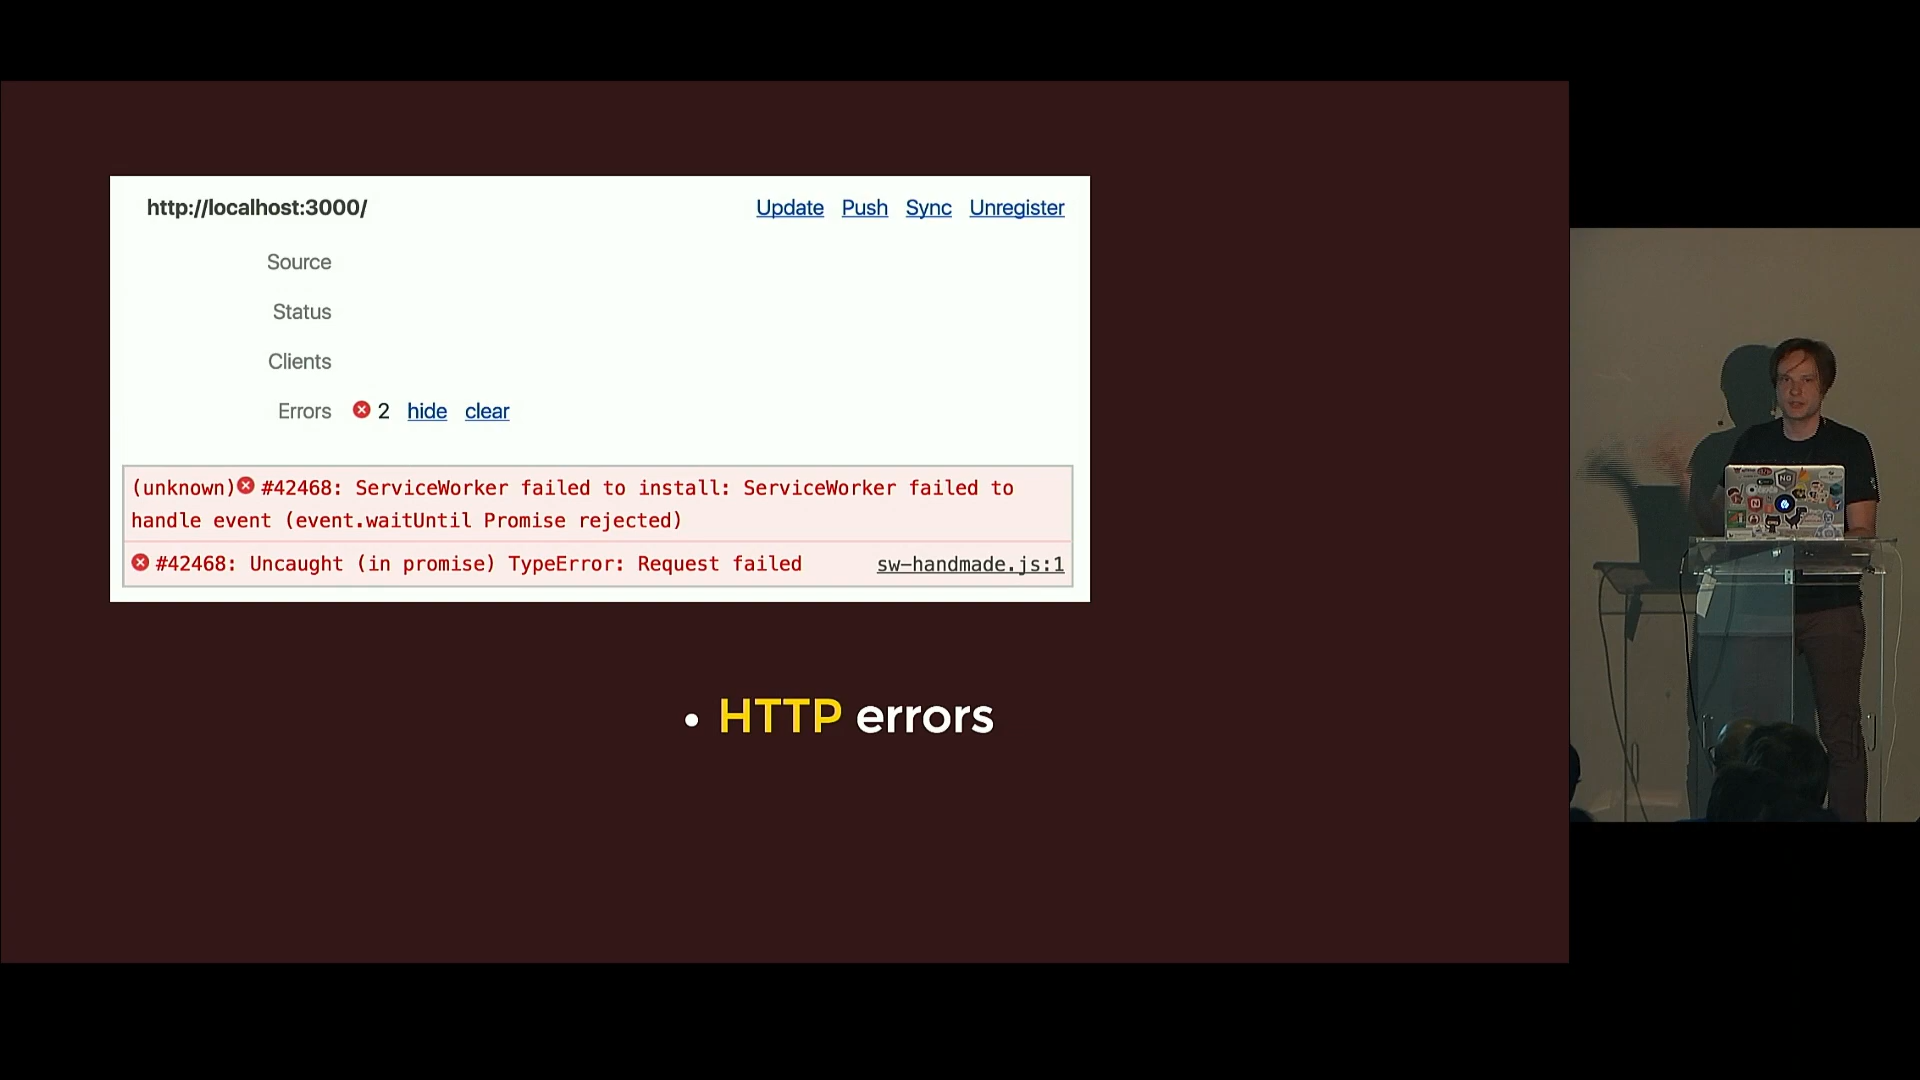 http://localhost:3000/ Update Push Sync Unregister
Source
Status
Clients
Errors 2 hide clear
(unknown) #42468: ServiceWorker failed to install: ServiceWorker failed to
handle event (event.waitUntil Promise rejected)
#42468: Uncaught (in promise) TypeError: Request failed sw-handmade.js:1
• HTTP errors